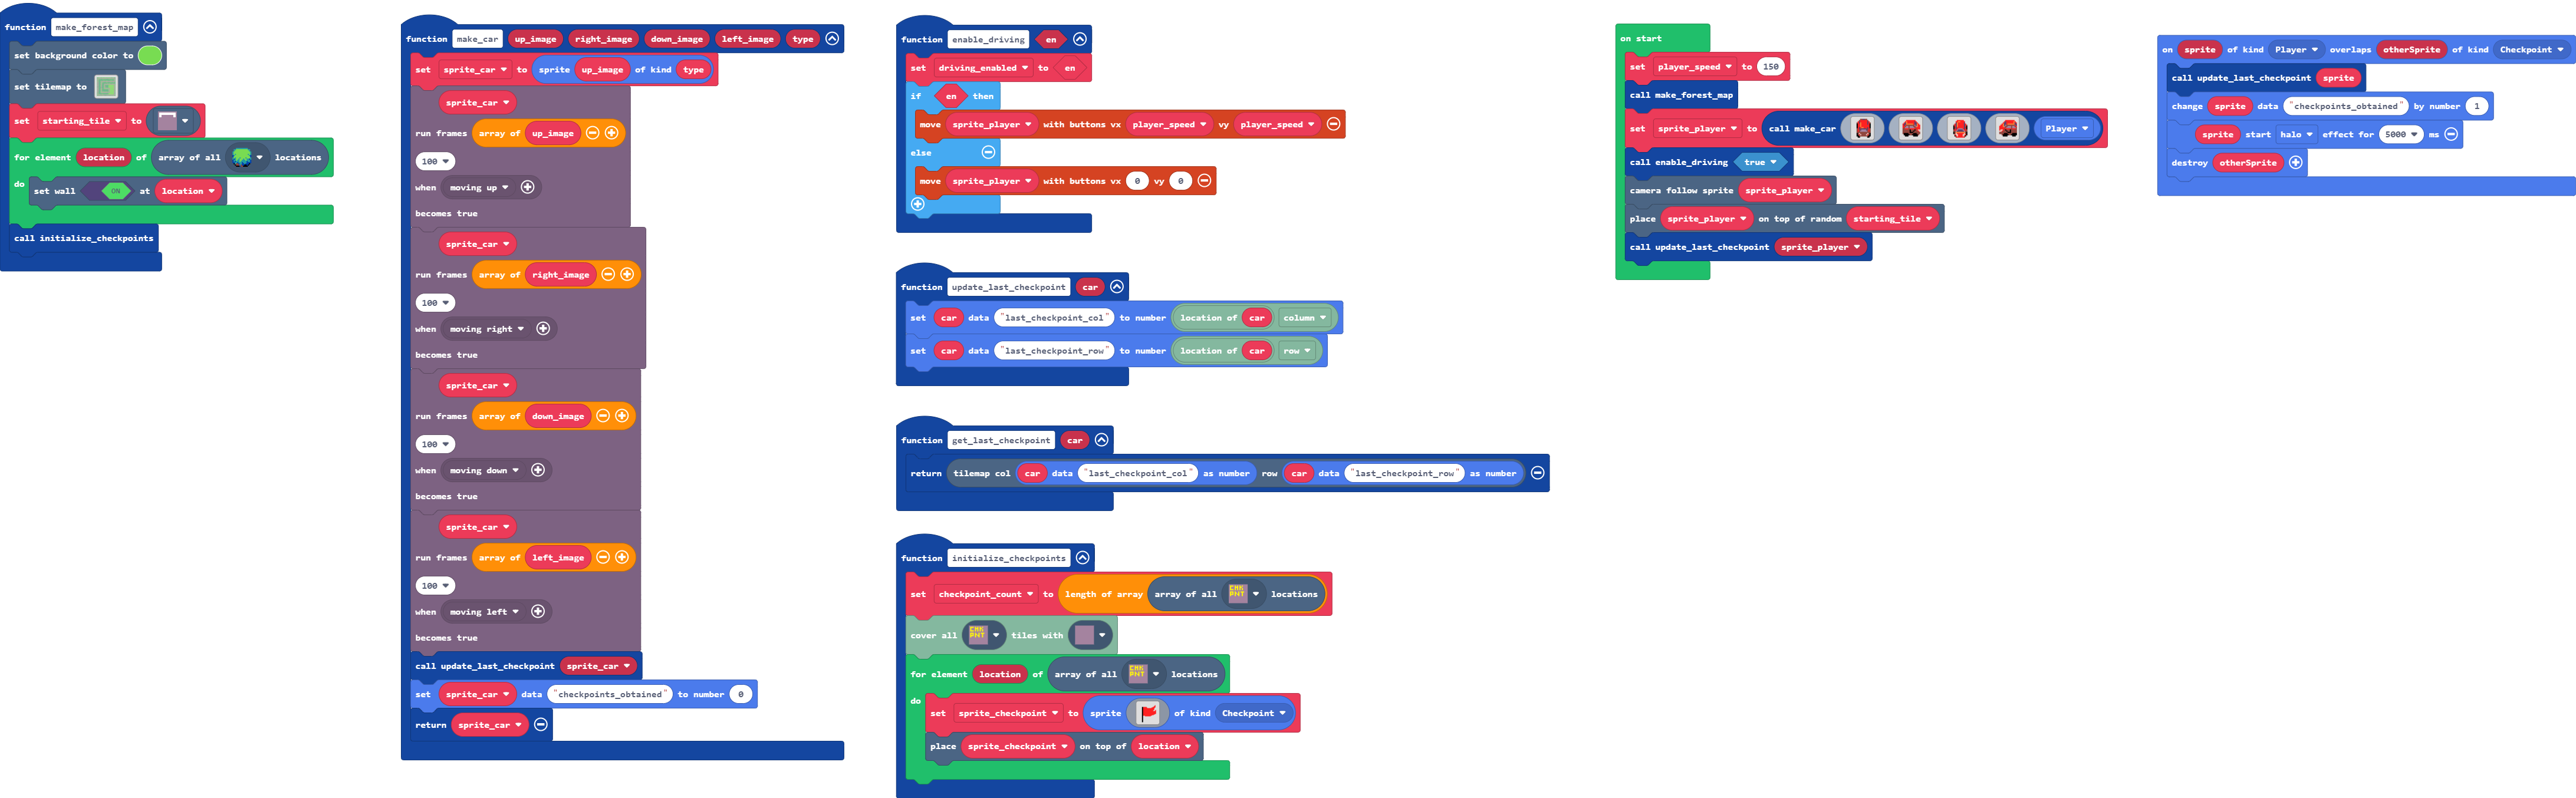 function make_forest_map
set background color to
set tilemap to
set starting_tile to
for element location of array of all locations
do set wall ON at location
call initialize_checkpoints
function make_car up_image right_image down_image left_image type
set sprite_car to sprite up_image of kind type
sprite_car
run frames array of up_image
100
when moving up
becomes true
sprite_car
run frames array of right_image
100
when moving right
becomes true
sprite_car
run frames array of down_image
100
when moving down
becomes true
sprite_car
run frames array of left_image
100
when moving left
becomes true
call update_last_checkpoint sprite_car
set sprite_car data "checkpoints_obtained" to number 0
return sprite_car
function enable_driving en
set driving_enabled to en
if en then
move sprite_player with buttons vx player_speed vy player_speed
else
move sprite_player with buttons vx 0 vy 0
function update_last_checkpoint car
set car data "last_checkpoint_col" to number location of car column
set car data "last_checkpoint_row" to number location of car row
function get_last_checkpoint car
return tilemap col car data "last_checkpoint_col" as number row car data "last_checkpoint_row" as number
function initialize_checkpoints
set checkpoint_count to length of array array of all CHK PNT locations
cover all CHK PNT tiles with
for element location of array of all CHK PNT locations
do
set sprite_checkpoint to sprite of kind Checkpoint
place sprite_checkpoint on top of location
on start
set player_speed to 150
call make_forest_map
set sprite_player to call make_car Player
call enable_driving true
camera follow sprite sprite_player
place sprite_player on top of random starting_tile
call update_last_checkpoint sprite_player
on sprite of kind Player overlaps otherSprite of kind Checkpoint
call update_last_checkpoint sprite
change sprite data "checkpoints_obtained" by number 1
sprite start halo effect for 5000 ms
destroy otherSprite